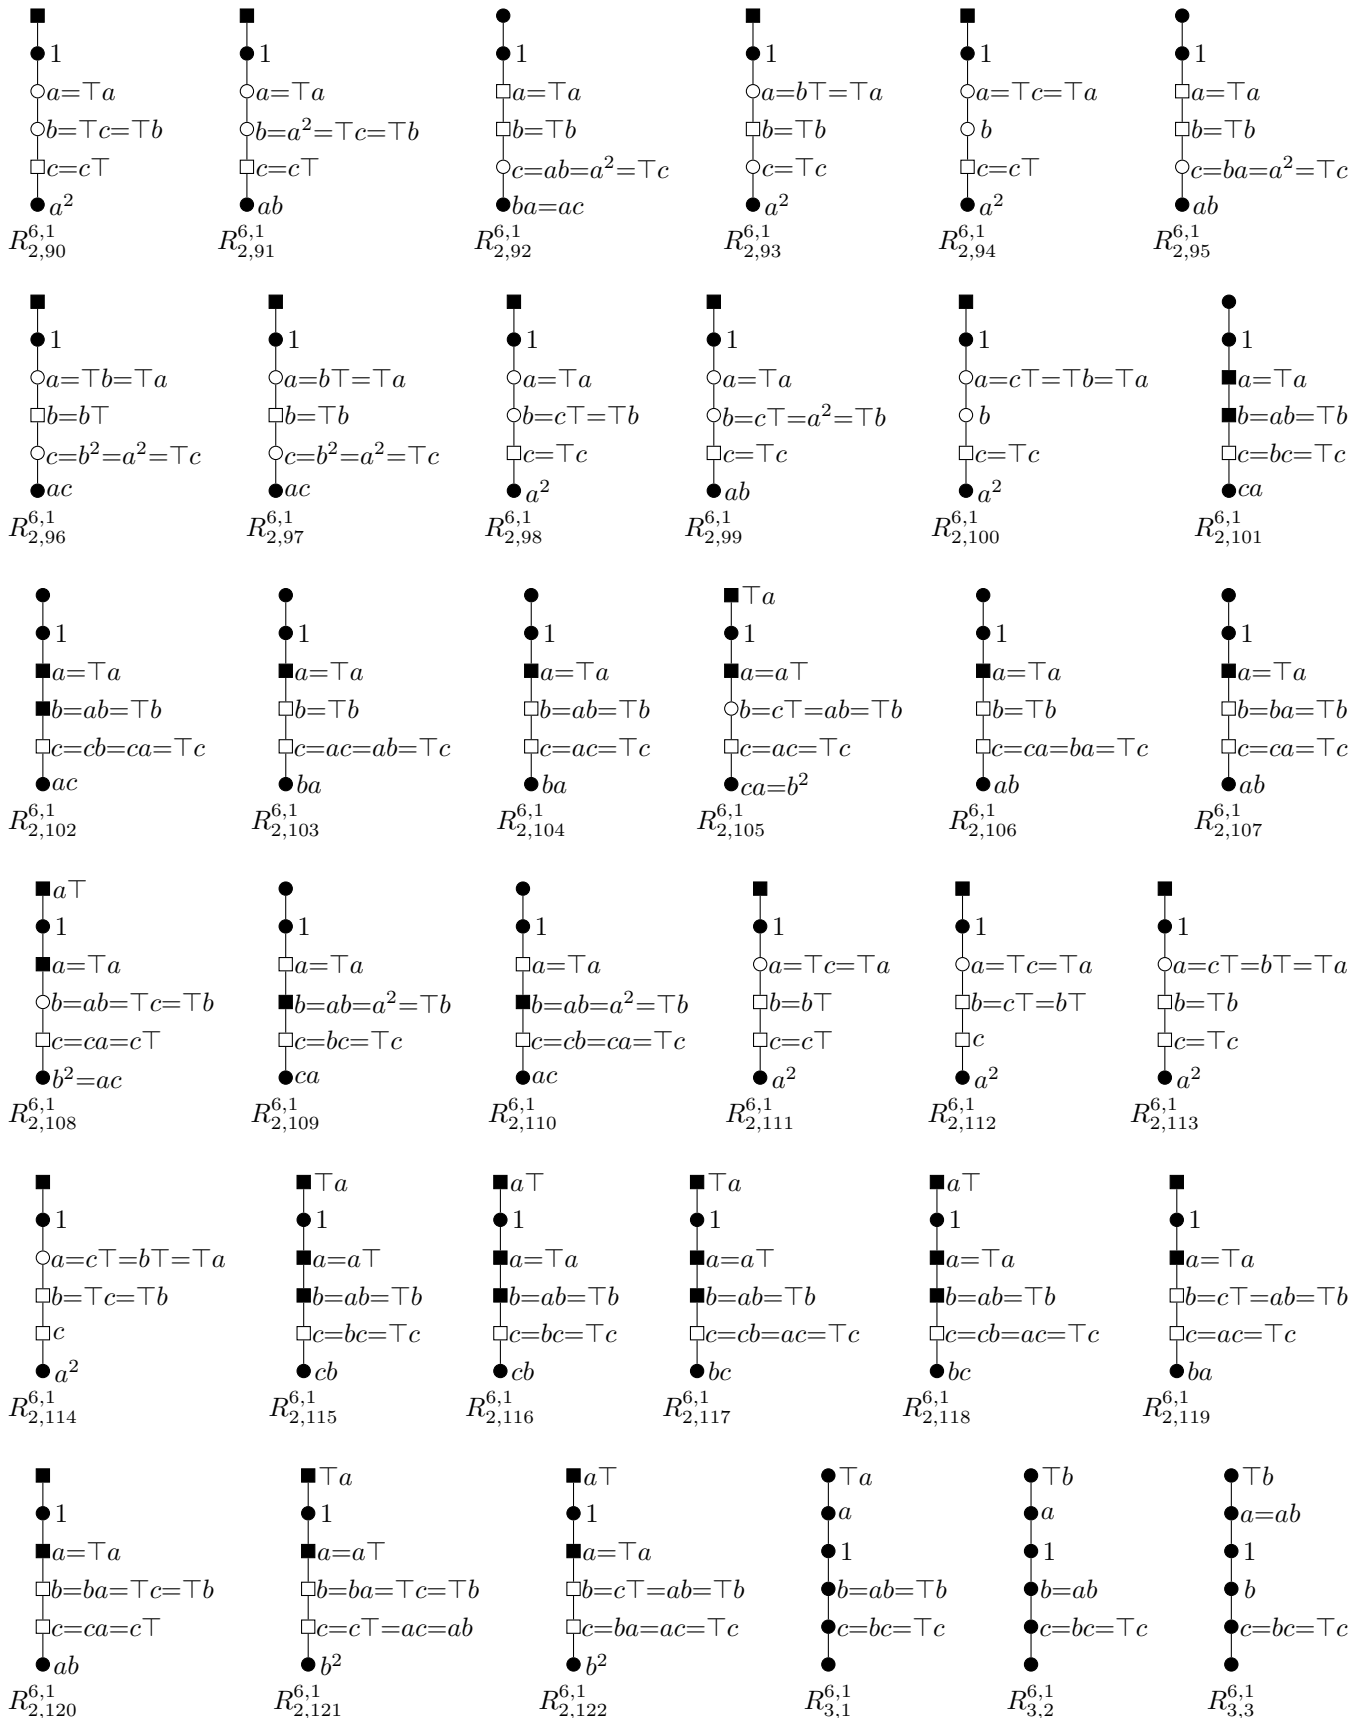 1 1 1 1 1 1
a=⊤a a=⊤a a=⊤a a=b⊤=⊤a a=⊤c=⊤a a=⊤a
b=⊤c=⊤b b=a²=⊤c=⊤b b=⊤b b=⊤b b b=⊤b
c=c⊤ c=c⊤ c=ab=a²=⊤c c=⊤c c=c⊤ c=ba=a²=⊤c
a² ab ba=ac a² a² ab
R^{6,1}_{2,90} R^{6,1}_{2,91} R^{6,1}_{2,92} R^{6,1}_{2,93} R^{6,1}_{2,94} R^{6,1}_{2,95}
1 1 1 1 1 1
a=⊤b=⊤a a=b⊤=⊤a a=⊤a a=⊤a a=c⊤=⊤b=⊤a a=⊤a
b=b⊤ b=⊤b b=c⊤=⊤b b=c⊤=a²=⊤b b b=ab=⊤b
c=b²=a²=⊤c c=b²=a²=⊤c c=⊤c c=⊤c c=⊤c c=bc=⊤c
ac ac a² ab a² ca
R^{6,1}_{2,96} R^{6,1}_{2,97} R^{6,1}_{2,98} R^{6,1}_{2,99} R^{6,1}_{2,100} R^{6,1}_{2,101}
⊤a
1 1 1 1 1 1
a=⊤a a=⊤a a=⊤a a=a⊤ a=⊤a a=⊤a
b=ab=⊤b b=⊤b b=ab=⊤b b=c⊤=ab=⊤b b=⊤b b=ba=⊤b
c=cb=ca=⊤c c=ac=ab=⊤c c=ac=⊤c c=ac=⊤c c=ca=ba=⊤c c=ca=⊤c
ac ba ba ca=b² ab ab
R^{6,1}_{2,102} R^{6,1}_{2,103} R^{6,1}_{2,104} R^{6,1}_{2,105} R^{6,1}_{2,106} R^{6,1}_{2,107}
a⊤
1 1 1 1 1 1
a=⊤a a=⊤a a=⊤a a=⊤c=⊤a a=⊤c=⊤a a=c⊤=b⊤=⊤a
b=ab=⊤c=⊤b b=ab=a²=⊤b b=ab=a²=⊤b b=b⊤ b=c⊤=b⊤ b=⊤b
c=ca=c⊤ c=bc=⊤c c=cb=ca=⊤c c=c⊤ c c=⊤c
b²=ac ca ac a² a² a²
R^{6,1}_{2,108} R^{6,1}_{2,109} R^{6,1}_{2,110} R^{6,1}_{2,111} R^{6,1}_{2,112} R^{6,1}_{2,113}
⊤a a⊤ ⊤a a⊤
1 1 1 1 1 1
a=c⊤=b⊤=⊤a a=a⊤ a=⊤a a=a⊤ a=⊤a a=⊤a
b=⊤c=⊤b b=ab=⊤b b=ab=⊤b b=ab=⊤b b=ab=⊤b b=c⊤=ab=⊤b
c c=bc=⊤c c=bc=⊤c c=cb=ac=⊤c c=cb=ac=⊤c c=ac=⊤c
a² cb cb bc bc ba
R^{6,1}_{2,114} R^{6,1}_{2,115} R^{6,1}_{2,116} R^{6,1}_{2,117} R^{6,1}_{2,118} R^{6,1}_{2,119}
⊤a a⊤ ⊤a ⊤b ⊤b
1 1 1 a a a=ab
a=⊤a a=a⊤ a=⊤a 1 1 1
b=ba=⊤c=⊤b b=ba=⊤c=⊤b b=c⊤=ab=⊤b b=ab=⊤b b=ab b
c=ca=c⊤ c=c⊤=ac=ab c=ba=ac=⊤c c=bc=⊤c c=bc=⊤c c=bc=⊤c
ab b² b²
R^{6,1}_{2,120} R^{6,1}_{2,121} R^{6,1}_{2,122} R^{6,1}_{3,1} R^{6,1}_{3,2} R^{6,1}_{3,3}